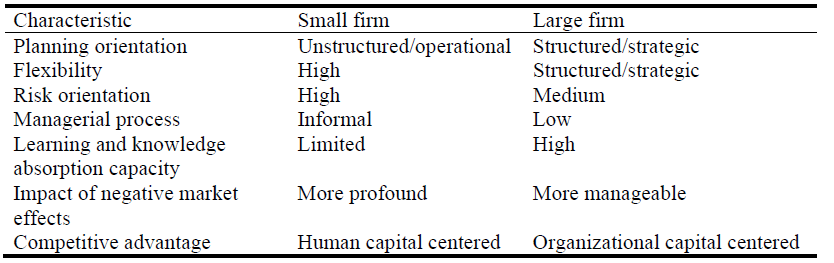 Characteristic Small firm Large firm
Planning orientation Unstructured/operational Structured/strategic
Flexibility High Structured/strategic
Risk orientation High Medium
Managerial process Informal Low
Learning and knowledge Limited High
absorption capacity
Impact of negative market More profound More manageable
effects
Competitive advantage Human capital centered Organizational capital centered